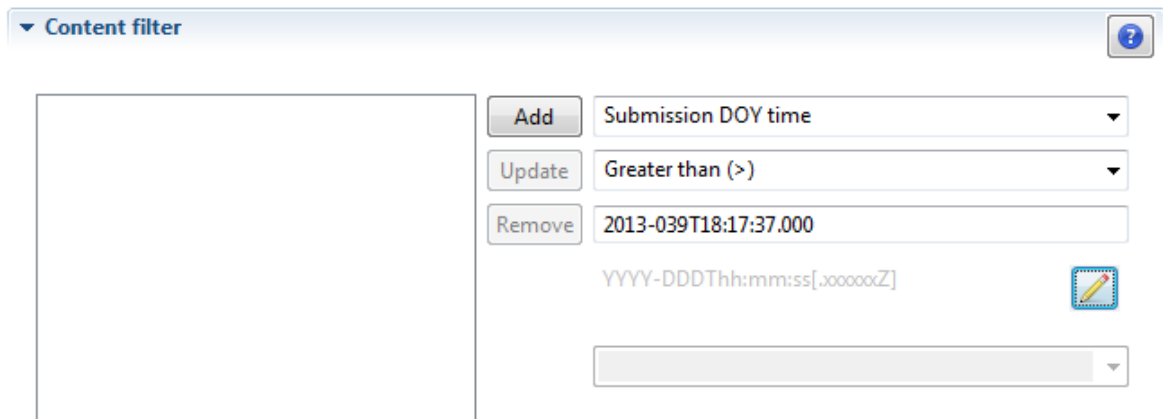 Content filter
?
Add
Submission DOY time
Update
Greater than (>)
Remove
2013-039T18:17:37.000
YYYY-DDDThh:mm:ss[.xxxxxxZ]